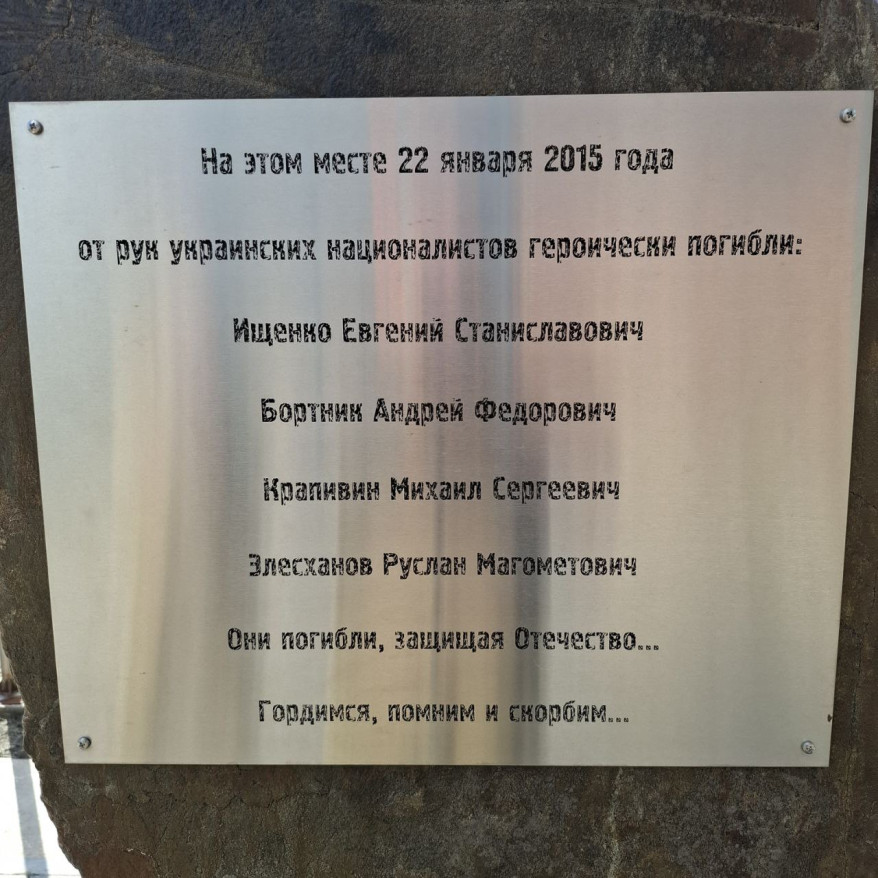 На этом месте 22 января 2015 года
от рук украинских националистов героически погибли:
Ищенко Евгений Станиславович
Бортник Андрей Федорович
Крапивин Михаил Сергеевич
Элесханов Руслан Магометович
Они погибли, защищая Отечество...
Гордимся, помним и скорбим...